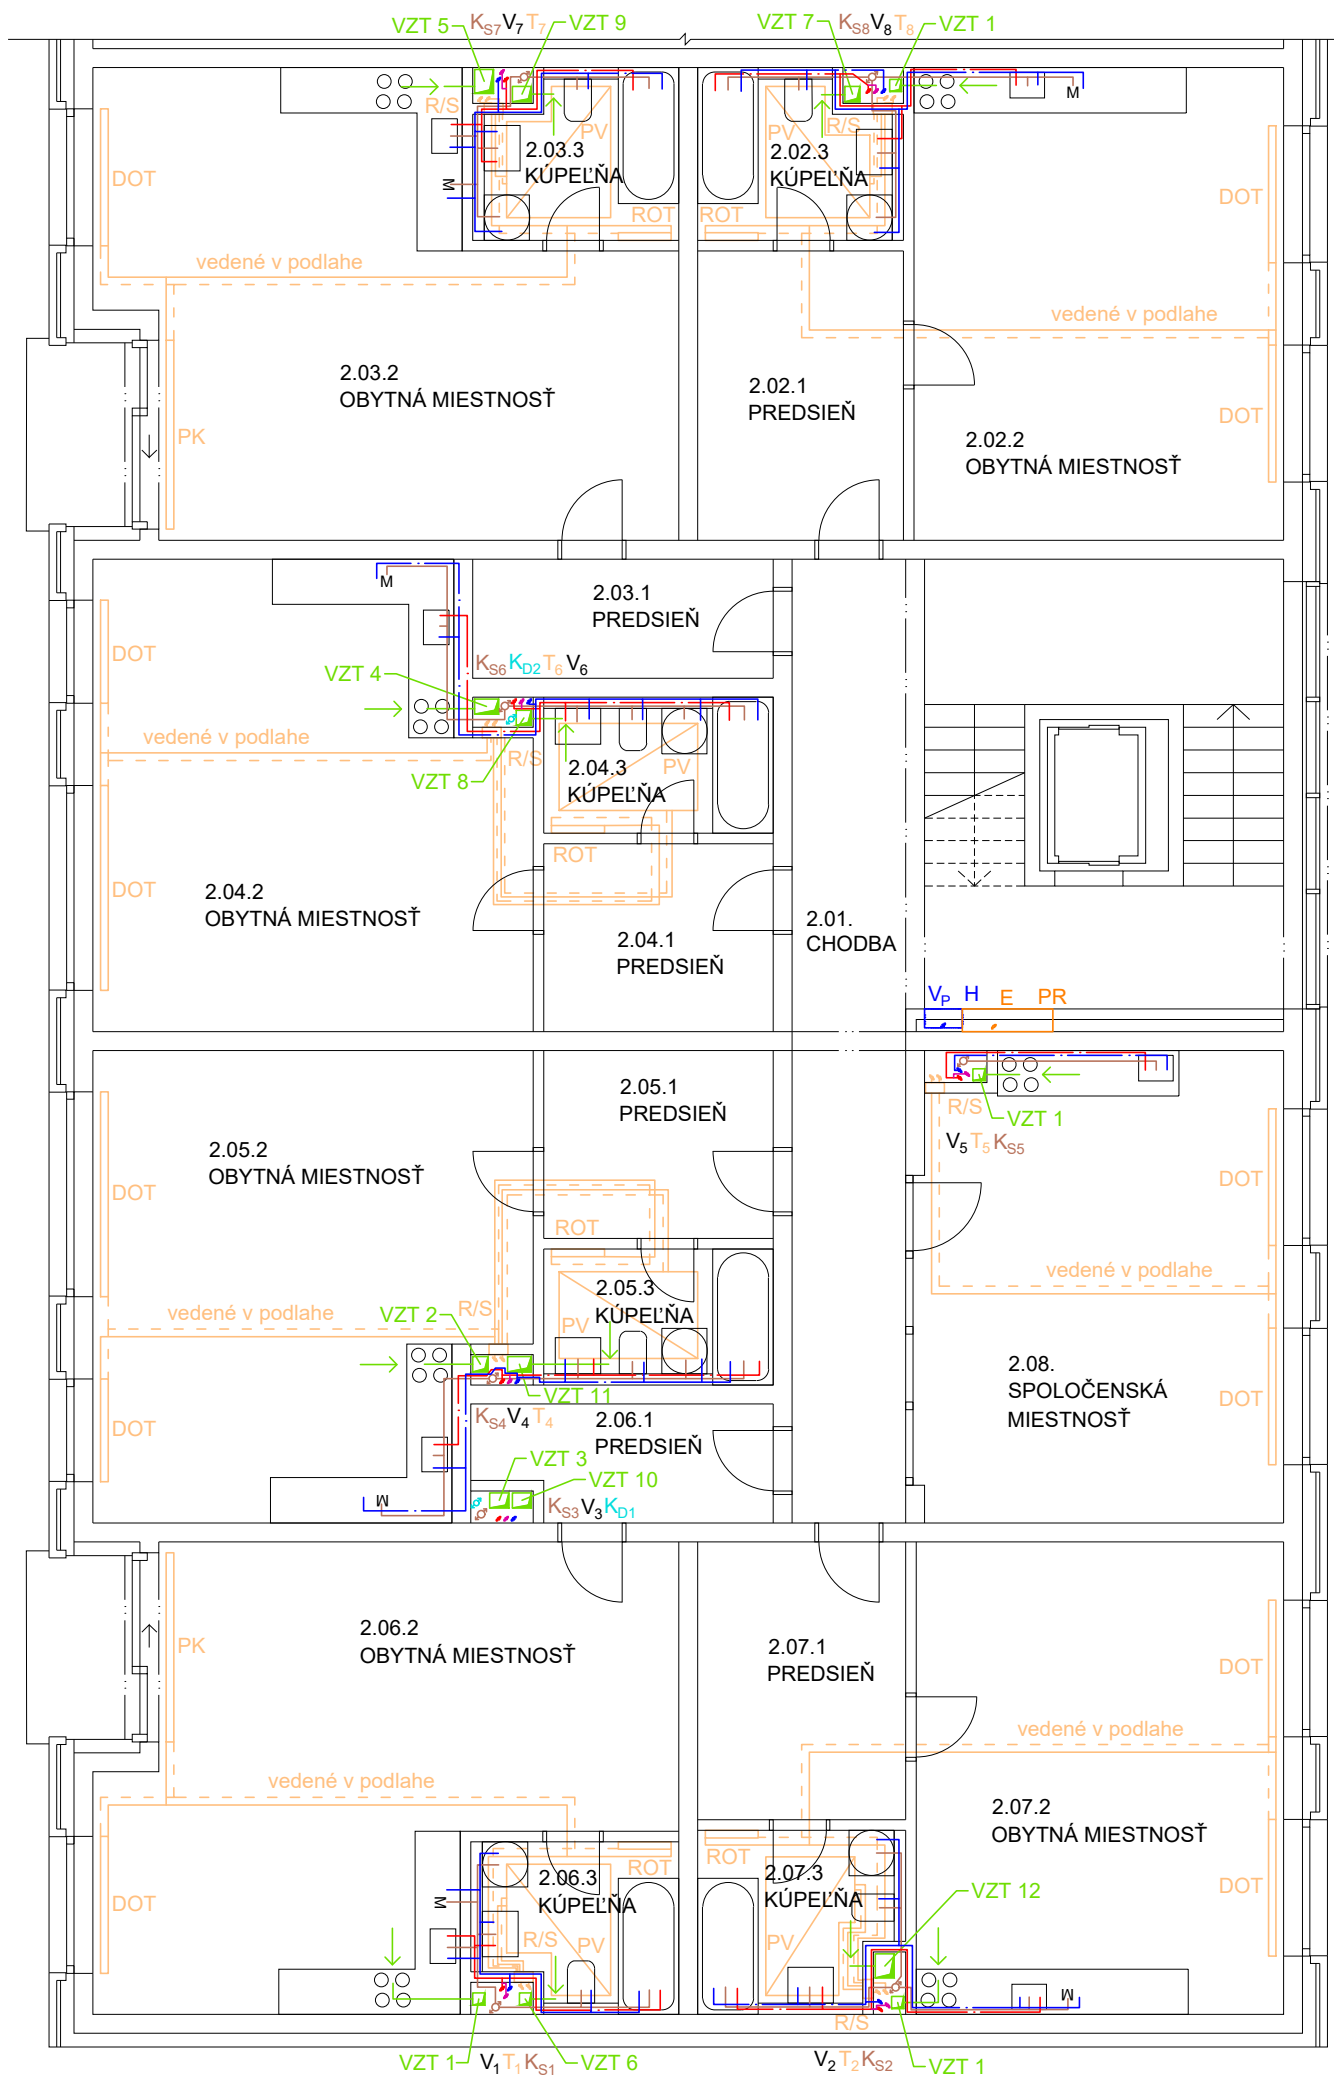 VZT 5 KS7 V7 T7 VZT 9 VZT 7 KS8 V8 T8 VZT 1
R/S
PV
2.03.3
KÚPEĽŇA
M
DOT
ROT
vedené v podlahe
2.03.2
OBYTNÁ MIESTNOSŤ
PK
R/S
PV
2.02.3
KÚPEĽŇA
M
ROT
DOT
vedené v podlahe
2.02.1
PREDSIEŇ
DOT
2.02.2
OBYTNÁ MIESTNOSŤ
M
2.03.1
PREDSIEŇ
DOT
KS6 KD2 T6 V6
VZT 4
vedené v podlahe
R/S
VZT 8
2.04.3
KÚPEĽŇA
PV
ROT
DOT
2.04.2
OBYTNÁ MIESTNOSŤ
2.04.1
PREDSIEŇ
2.01.
CHODBA
VP H E PR
2.05.1
PREDSIEŇ
R/S
VZT 1
V5 T5 KS5
2.05.2
OBYTNÁ MIESTNOSŤ
DOT
DOT
ROT
vedené v podlahe
2.05.3
KÚPEĽŇA
PV
R/S
VZT 2
vedené v podlahe
VZT 11
2.08.
SPOLOČENSKÁ
MIESTNOSŤ
DOT
DOT
KS4 V4 T4
2.06.1
PREDSIEŇ
VZT 3
VZT 10
M
KS3 V3 KD1
2.06.2
OBYTNÁ MIESTNOSŤ
PK
2.07.1
PREDSIEŇ
DOT
vedené v podlahe
vedené v podlahe
2.07.2
OBYTNÁ MIESTNOSŤ
ROT
ROT
2.06.3
KÚPEĽŇA
2.07.3
KÚPEĽŇA
VZT 12
DOT
M
R/S
PV
PV
DOT
M
R/S
VZT 1 V1 T1 KS1 VZT 6 V2 T2 KS2 VZT 1